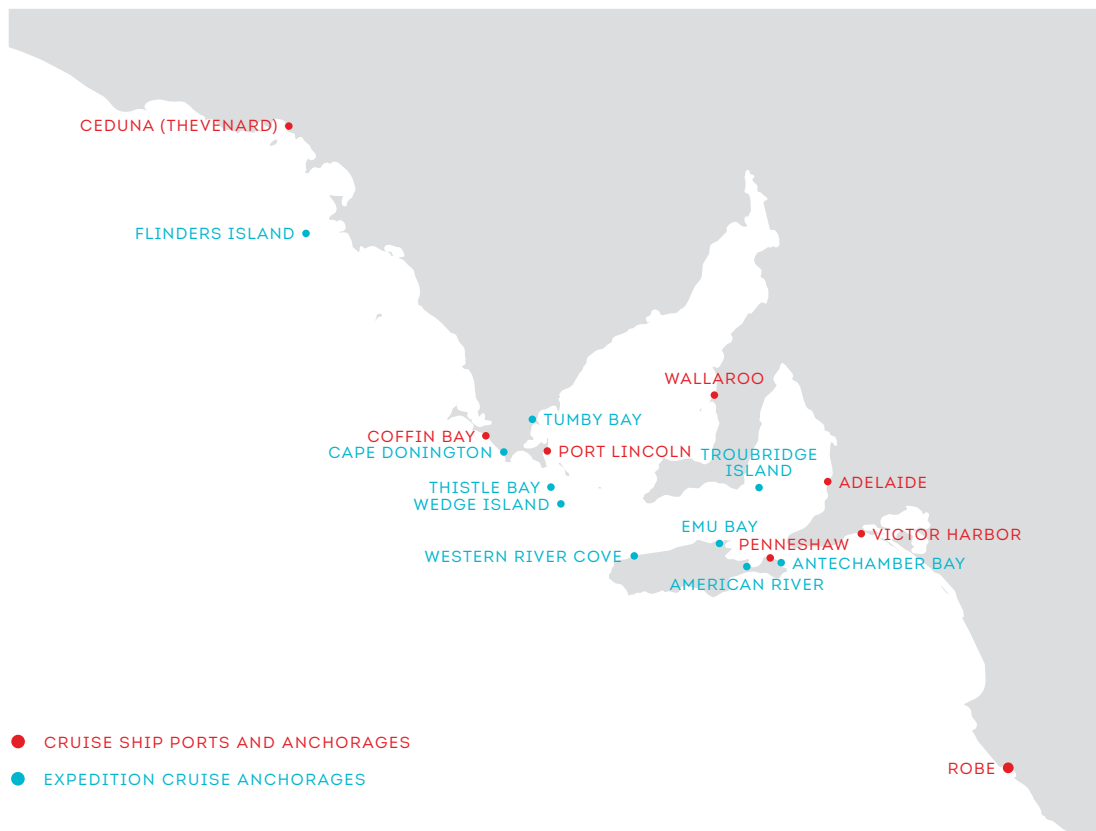 CEDUNA (THEVENARD)
FLINDERS ISLAND
WALLAROO
TUMBY BAY
COFFIN BAY
CAPE DONINGTON
PORT LINCOLN
TROUBRIDGE
ISLAND
ADELAIDE
THISTLE BAY
WEDGE ISLAND
EMU BAY
VICTOR HARBOR
PENNESHAW
WESTERN RIVER COVE
ANTECHAMBER BAY
AMERICAN RIVER
CRUISE SHIP PORTS AND ANCHORAGES
EXPEDITION CRUISE ANCHORAGES
ROBE